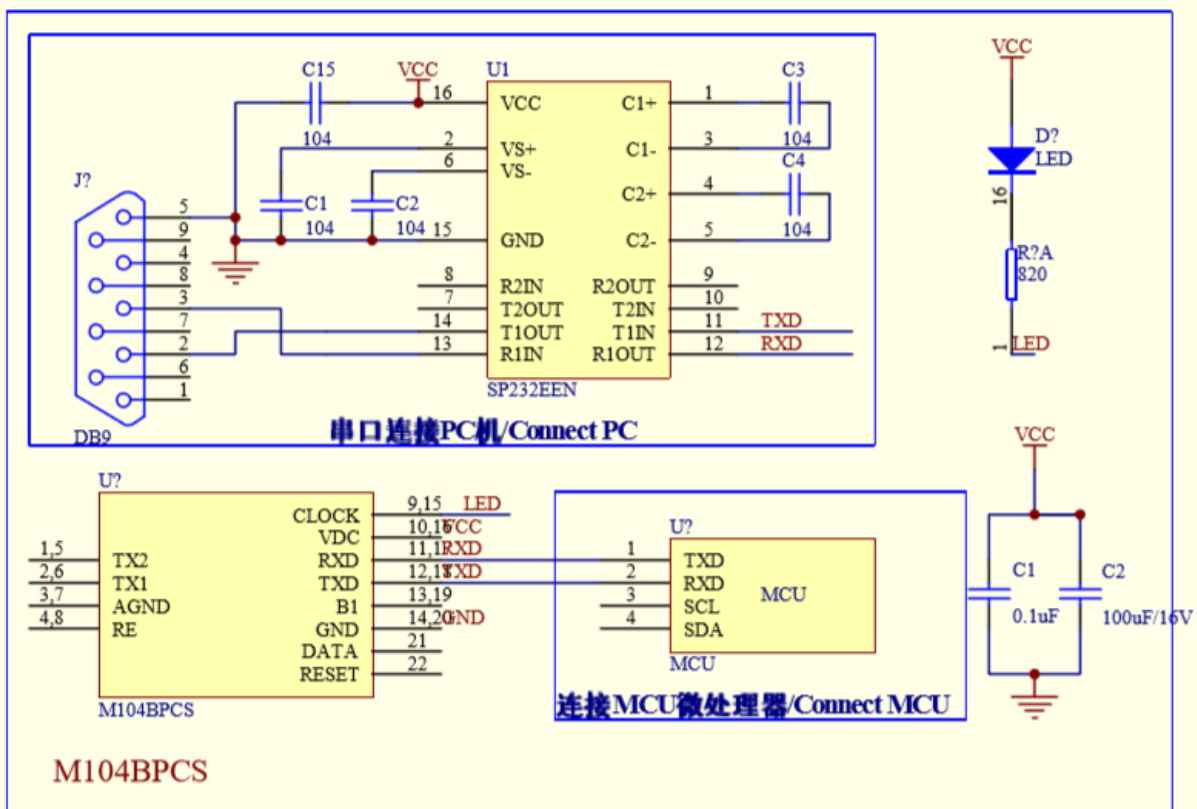 C15
VCC
U1
C3
16
VCC
C1+
1
104
104
2
VS+
C1-
3
6
VS-
C4
J?
C2+
4
5
C1
C2
9
104
104
15
GND
C2-
5
104
4
8
8
R2IN
R2OUT
9
3
7
T2OUT
T2IN
10
7
14
T1OUT
T1IN
11
TXD
2
13
R1IN
R1OUT
12
RXD
6
1
SP232EEN
DB9
串口连接PC机/Connect PC
VCC
D?
LED
16
R?A
820
1
LED
U?
CLOCK
9,15
LED
VDC
10,16
VCC
1,5
TX2
RXD
11,17
RXD
2,6
TX1
TXD
12,18
TXD
3,7
AGND
B1
13,19
4,8
RE
GND
14,20
GND
DATA
21
RESET
22
M104BPCS
U?
1
TXD
2
RXD
MCU
3
SCL
4
SDA
MCU
连接MCU微处理器/Connect MCU
VCC
C1
C2
0.1uF
100uF/16V
M104BPCS